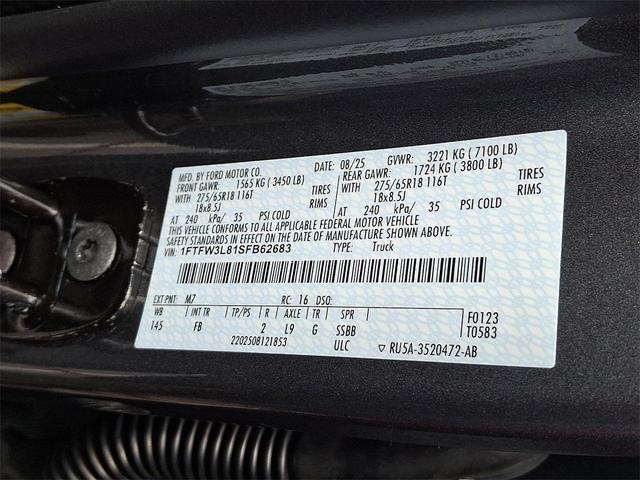 MFD. BY FORD MOTOR CO. DATE: 08/25 GVWR: 3221 KG (7100 LB)
FRONT GAWR: 1565 KG (3450 LB) REAR GAWR: 1724 KG (3800 LB)
WITH 275/65R18 116T TIRES WITH 275/65R18 116T TIRES
18x8.5J RIMS 18x8.5J RIMS
AT 240 kPa/ 35 PSI COLD AT 240 kPa/ 35 PSI COLD
THIS VEHICLE CONFORMS TO ALL APPLICABLE FEDERAL MOTOR VEHICLE
SAFETY STANDARDS IN EFFECT ON THE DATE OF MANUFACTURE SHOWN ABOVE.
VIN: 1FTFW3L81SFB62683 TYPE: Truck
EXT PNT: M7 RC: 16 DSO:
WB INT TR TP/PS R AXLE TR SPR F0123
145 FB 2 L9 G SSBB T0583
2202508121853 ULC ▽ RU5A-3520472-AB